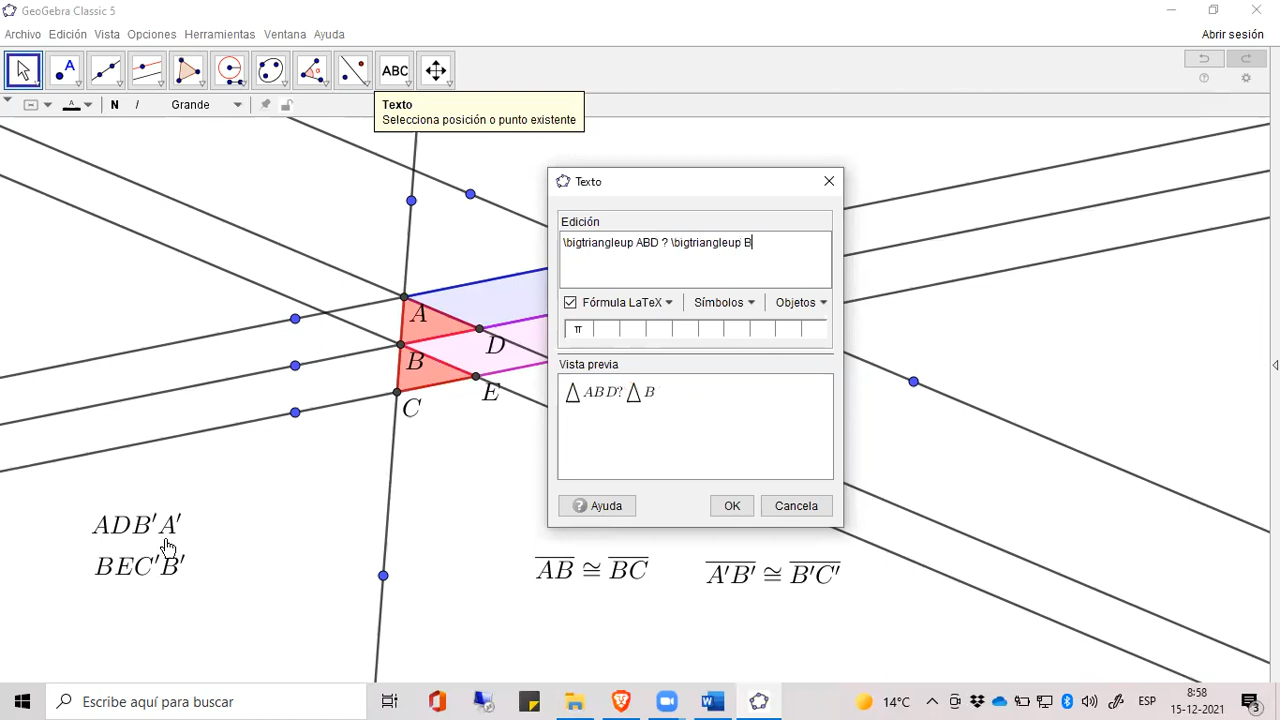 GeoGebra Classic 5
Archivo Edición Vista Opciones Herramientas Ventana Ayuda Abrir sesión
ABC
N I Grande
Texto
Selecciona posición o punto existente
Texto
Edición
\bigtriangleup ABD ? \bigtriangleup B
Fórmula LaTeX Símbolos Objetos
π
Vista previa
△ ABD? △ B
Ayuda OK Cancela
A
D
B
E
C
ADB'A'
BEC'B'
A̅B̅ ≅ B̅C̅ A̅'̅B̅'̅ ≅ B̅'̅C̅'̅
Escribe aquí para buscar
14°C ESP 8:58
15-12-2021
3